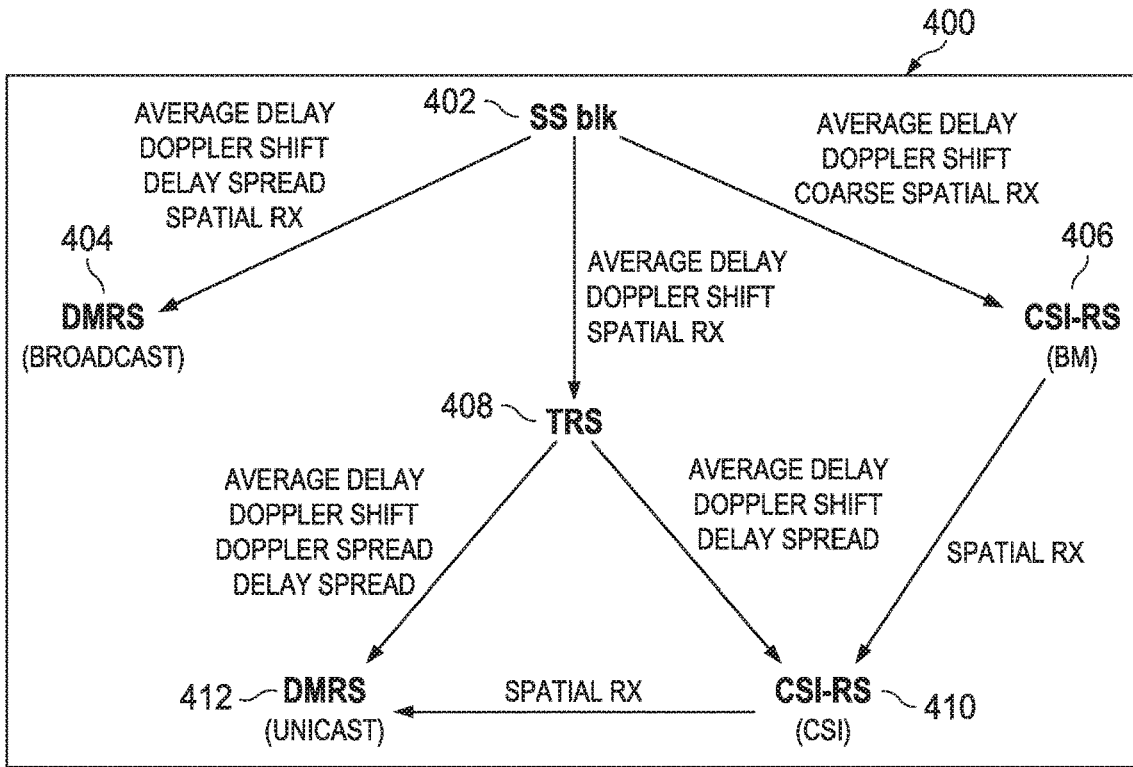 400
402 SS blk
AVERAGE DELAY
DOPPLER SHIFT
DELAY SPREAD
SPATIAL RX
AVERAGE DELAY
DOPPLER SHIFT
COARSE SPATIAL RX
404
DMRS
(BROADCAST)
AVERAGE DELAY
DOPPLER SHIFT
SPATIAL RX
406
CSI-RS
(BM)
408 TRS
AVERAGE DELAY
DOPPLER SHIFT
DOPPLER SPREAD
DELAY SPREAD
AVERAGE DELAY
DOPPLER SHIFT
DELAY SPREAD
SPATIAL RX
412 DMRS
(UNICAST)
SPATIAL RX
CSI-RS 410
(CSI)